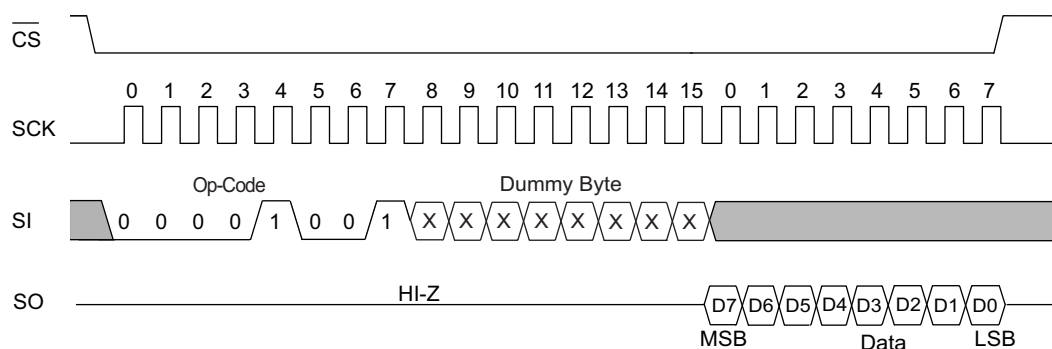 CS
0 1 2 3 4 5 6 7 8 9 10 11 12 13 14 15 0 1 2 3 4 5 6 7
SCK
Op-Code Dummy Byte
SI 0 0 0 0 1 0 0 1 X X X X X X X X
HI-Z
SO D7 D6 D5 D4 D3 D2 D1 D0
MSB Data LSB